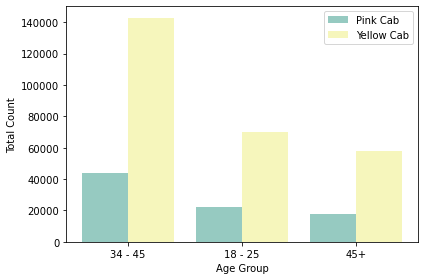 Pink Cab
Yellow Cab
140000
120000
100000
80000
60000
40000
20000
0
Total Count
34 - 45
18 - 25
45+
Age Group